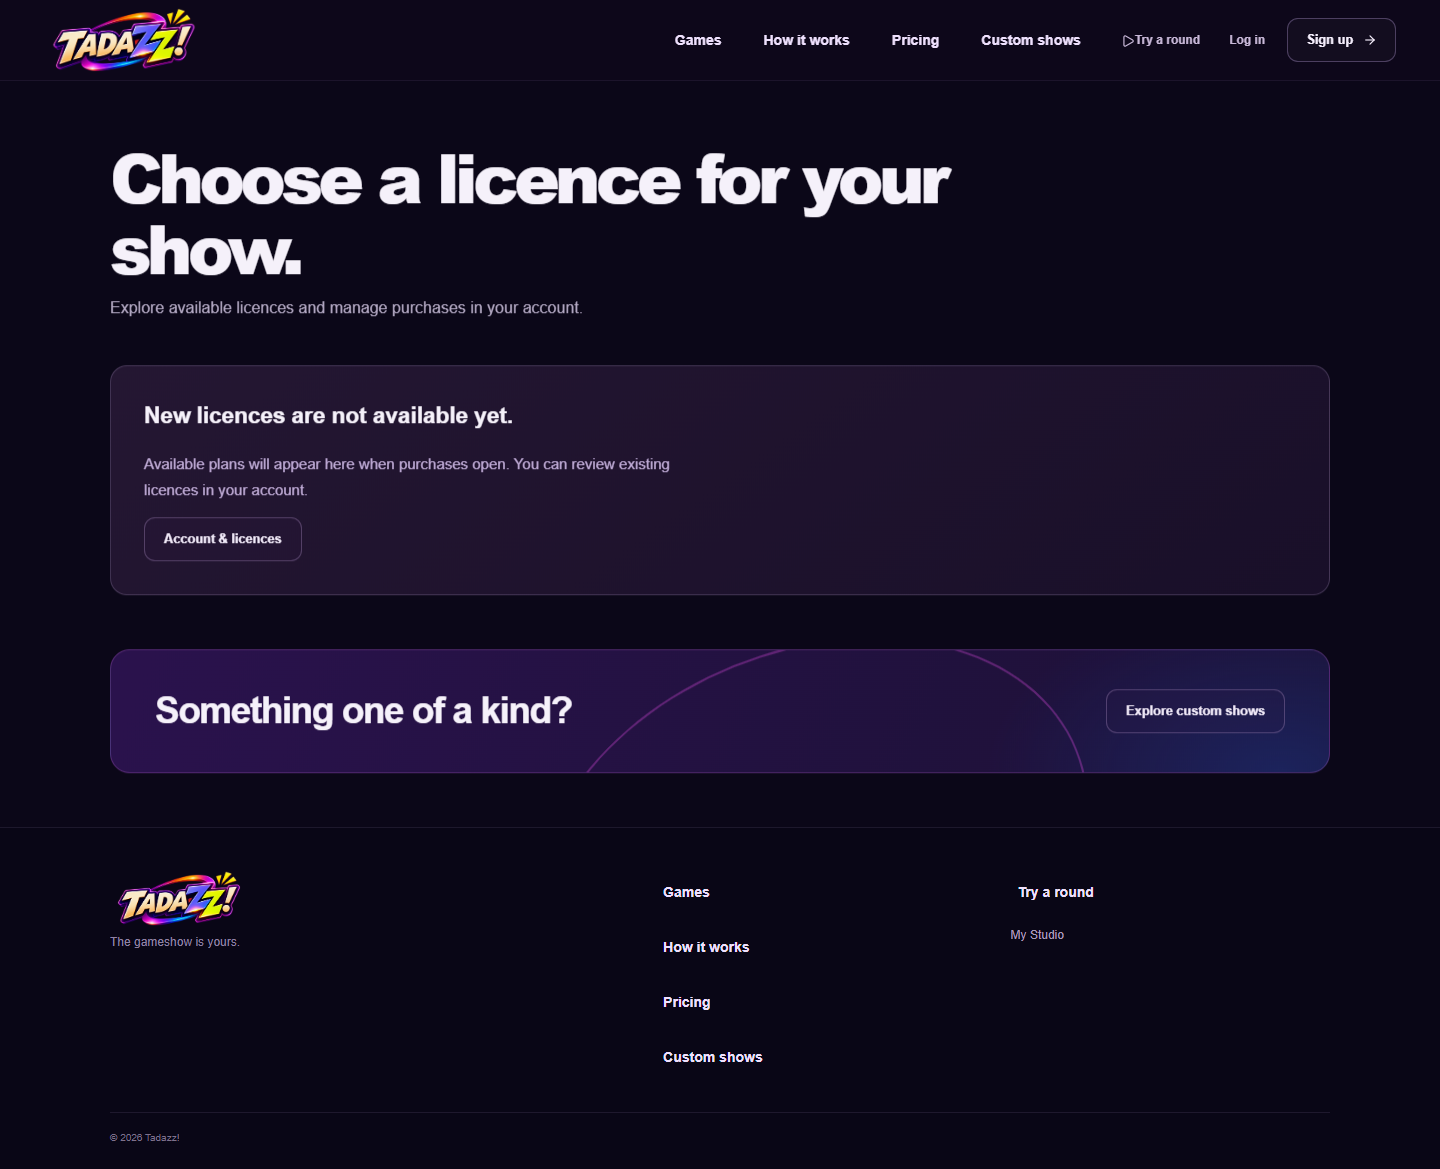 TADAZZ!
Games
How it works
Pricing
Custom shows
Try a round
Log in
Sign up
Choose a licence for your
show.
Explore available licences and manage purchases in your account.
New licences are not available yet.
Available plans will appear here when purchases open. You can review existing
licences in your account.
Account & licences
Something one of a kind?
Explore custom shows
TADAZZ!
The gameshow is yours.
Games
How it works
Pricing
Custom shows
Try a round
My Studio
© 2026 Tadazz!